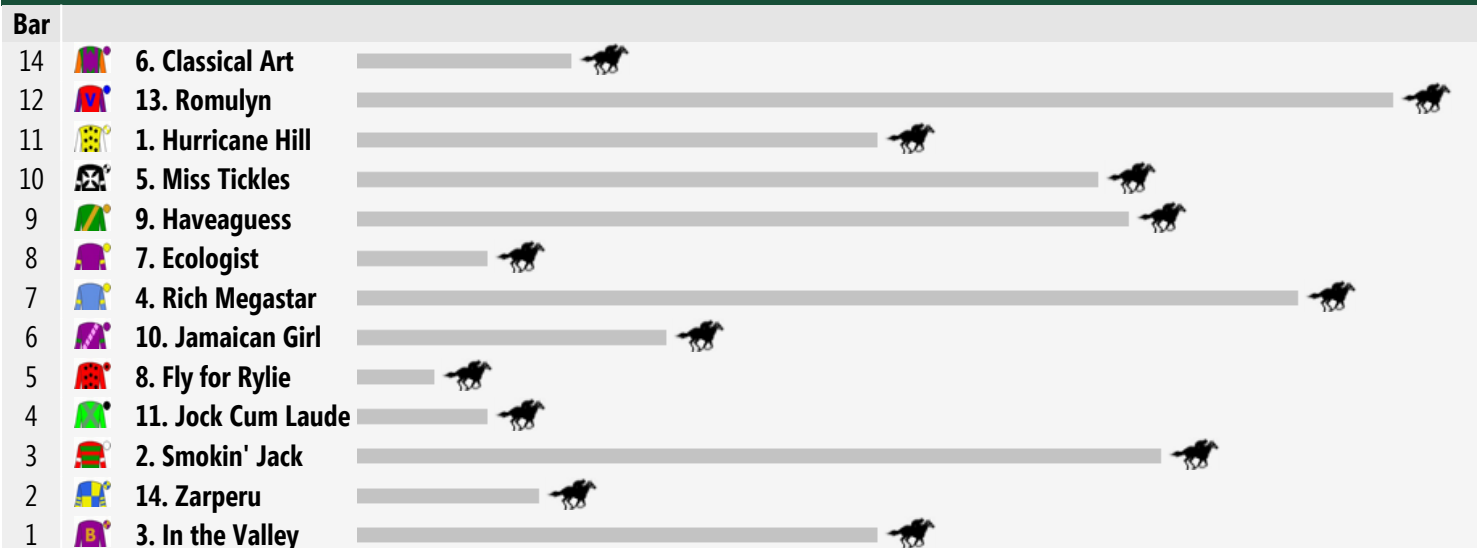 Bar
14 6. Classical Art
12 V 13. Romulyn
11 1. Hurricane Hill
10 5. Miss Tickles
9 9. Haveaguess
8 7. Ecologist
7 4. Rich Megastar
6 10. Jamaican Girl
5 8. Fly for Rylie
4 11. Jock Cum Laude
3 2. Smokin' Jack
2 14. Zarperu
1 B 3. In the Valley